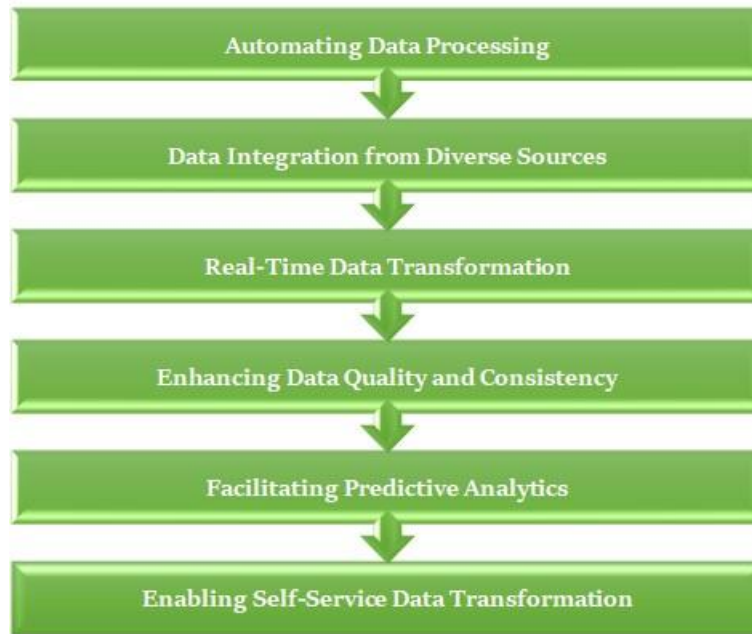 Automating Data Processing
Data Integration from Diverse Sources
Real-Time Data Transformation
Enhancing Data Quality and Consistency
Facilitating Predictive Analytics
Enabling Self-Service Data Transformation